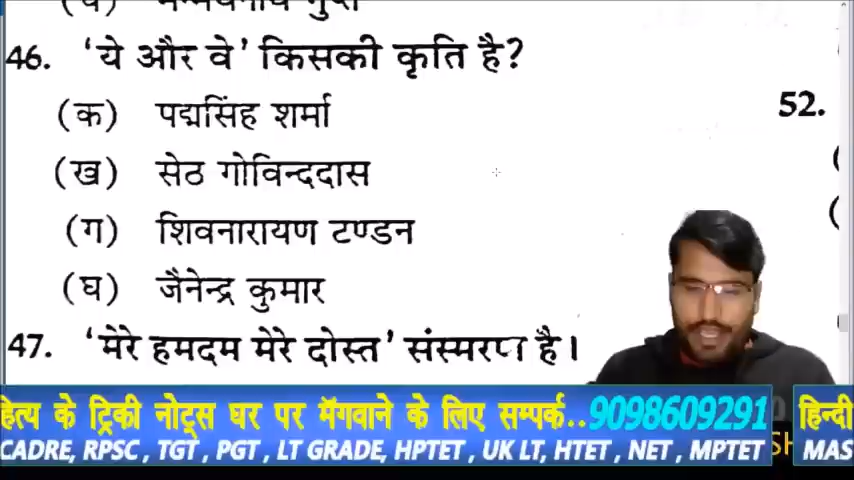 46. 'ये और वे' किसकी कृति है?
(क) पद्मसिंह शर्मा
(ख) सेठ गोविन्ददास
(ग) शिवनारायण टण्डन
(घ) जैनेन्द्र कुमार
47. 'मेरे हमदम मेरे दोस्त' संस्मरण है।
52.
हित्य के ट्रिकी नोट्स घर पर मँगवाने के लिए सम्पर्क..9098609291 हिन्दी
CADRE, RPSC, TGT, PGT, LT GRADE, HPTET, UK LT, HTET, NET, MPTET MAS